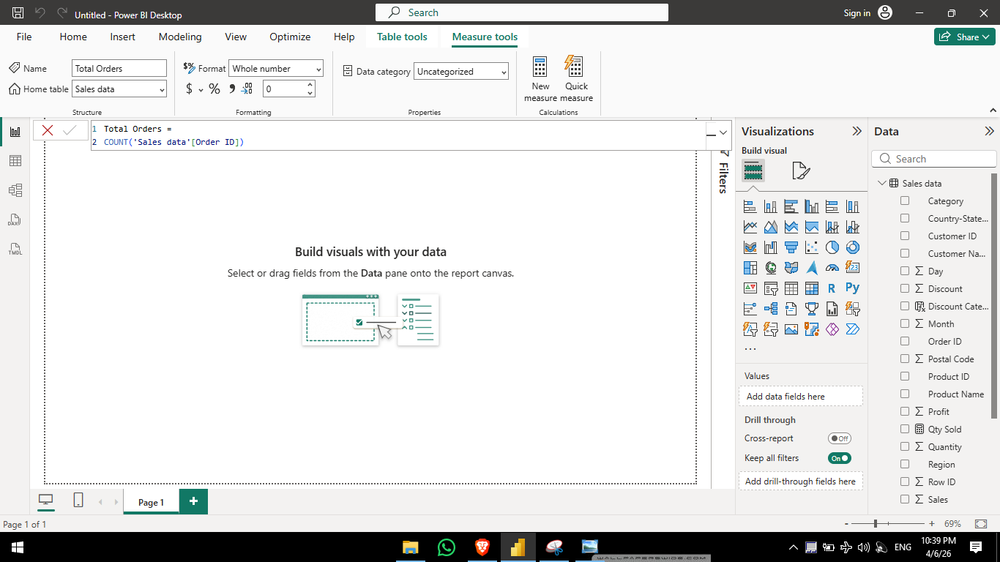 Untitled - Power BI Desktop
Search
Sign in
File
Home
Insert
Modeling
View
Optimize
Help
Table tools
Measure tools
Share
Name
Total Orders
Home table
Sales data
Structure
Format
Whole number
$
%
0
Formatting
Data category
Uncategorized
Properties
New measure
Quick measure
Calculations
1 Total Orders =
2 COUNT('Sales data'[Order ID])
Build visuals with your data
Select or drag fields from the Data pane onto the report canvas.
Filters
DAX
TMDL
Visualizations
Build visual
123
R
Py
...
Values
Add data fields here
Drill through
Cross-report
Off
Keep all filters
On
Add drill-through fields here
Data
Search
Sales data
Category
Country-State...
Customer ID
Customer Na...
Day
Discount
Discount Cate...
Month
Order ID
Postal Code
Product ID
Product Name
Profit
Qty Sold
Quantity
Region
Row ID
Sales
Page 1
+
Page 1 of 1
- + 69%
ENG
10:39 PM
4/6/26